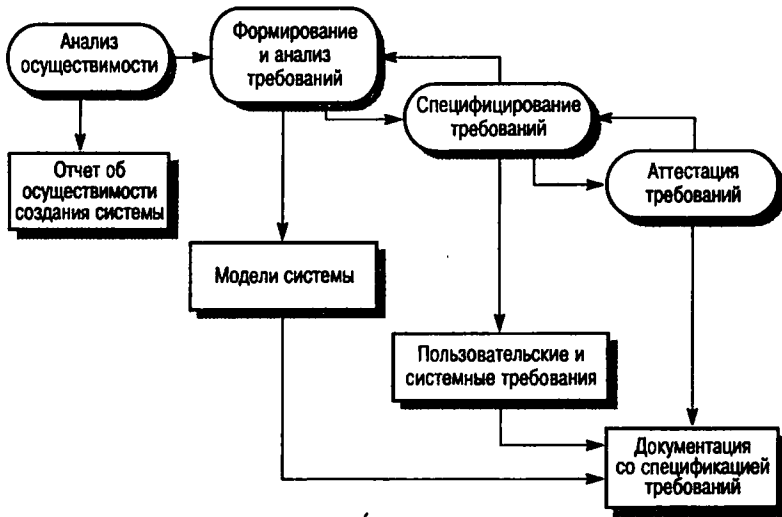 Анализ
осуществимости
Формирование
и анализ
требований
Специфицирование
требований
Аттестация
требований
Отчет об
осуществимости
создания системы
Модели системы
Пользовательские и
системные требования
Документация
со спецификацией
требований